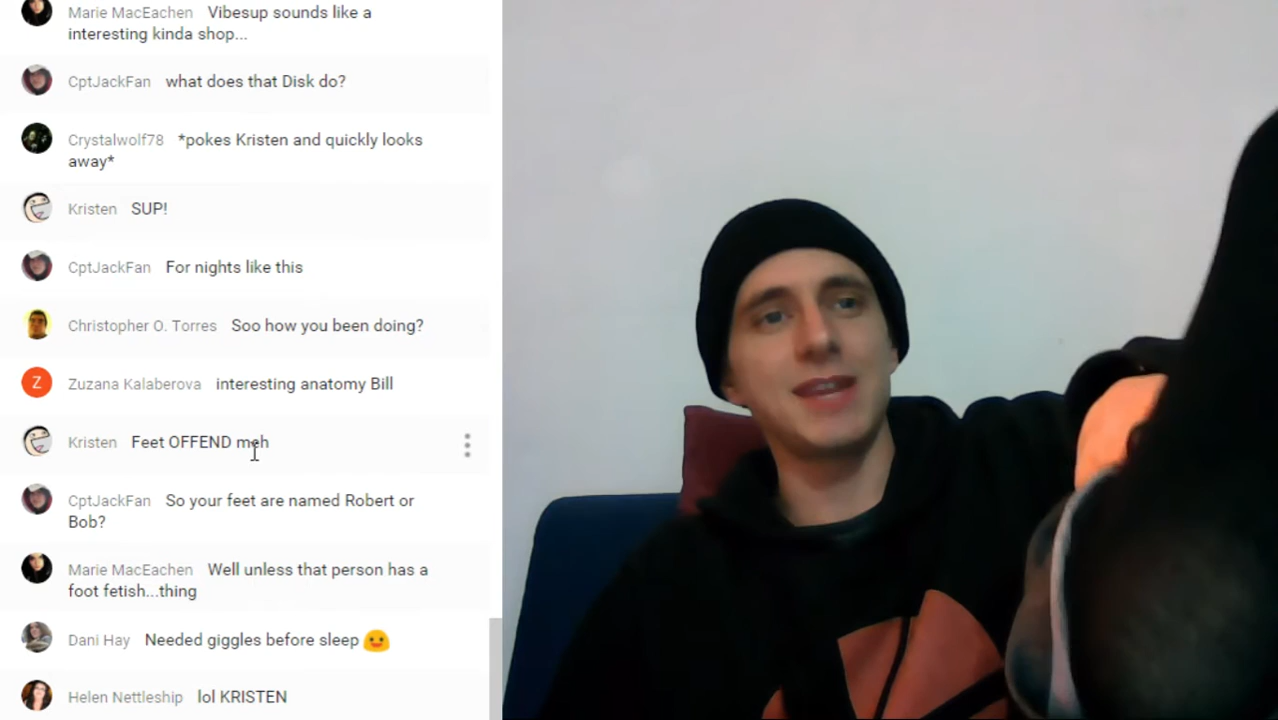 Marie MacEachen Vibesup sounds like a
interesting kinda shop...
CptJackFan what does that Disk do?
Crystalwolf78 *pokes Kristen and quickly looks
away*
Kristen SUP!
CptJackFan For nights like this
Christopher O. Torres Soo how you been doing?
Z
Zuzana Kalaberova interesting anatomy Bill
Kristen Feet OFFEND meh
CptJackFan So your feet are named Robert or
Bob?
Marie MacEachen Well unless that person has a
foot fetish...thing
Dani Hay Needed giggles before sleep
Helen Nettleship lol KRISTEN